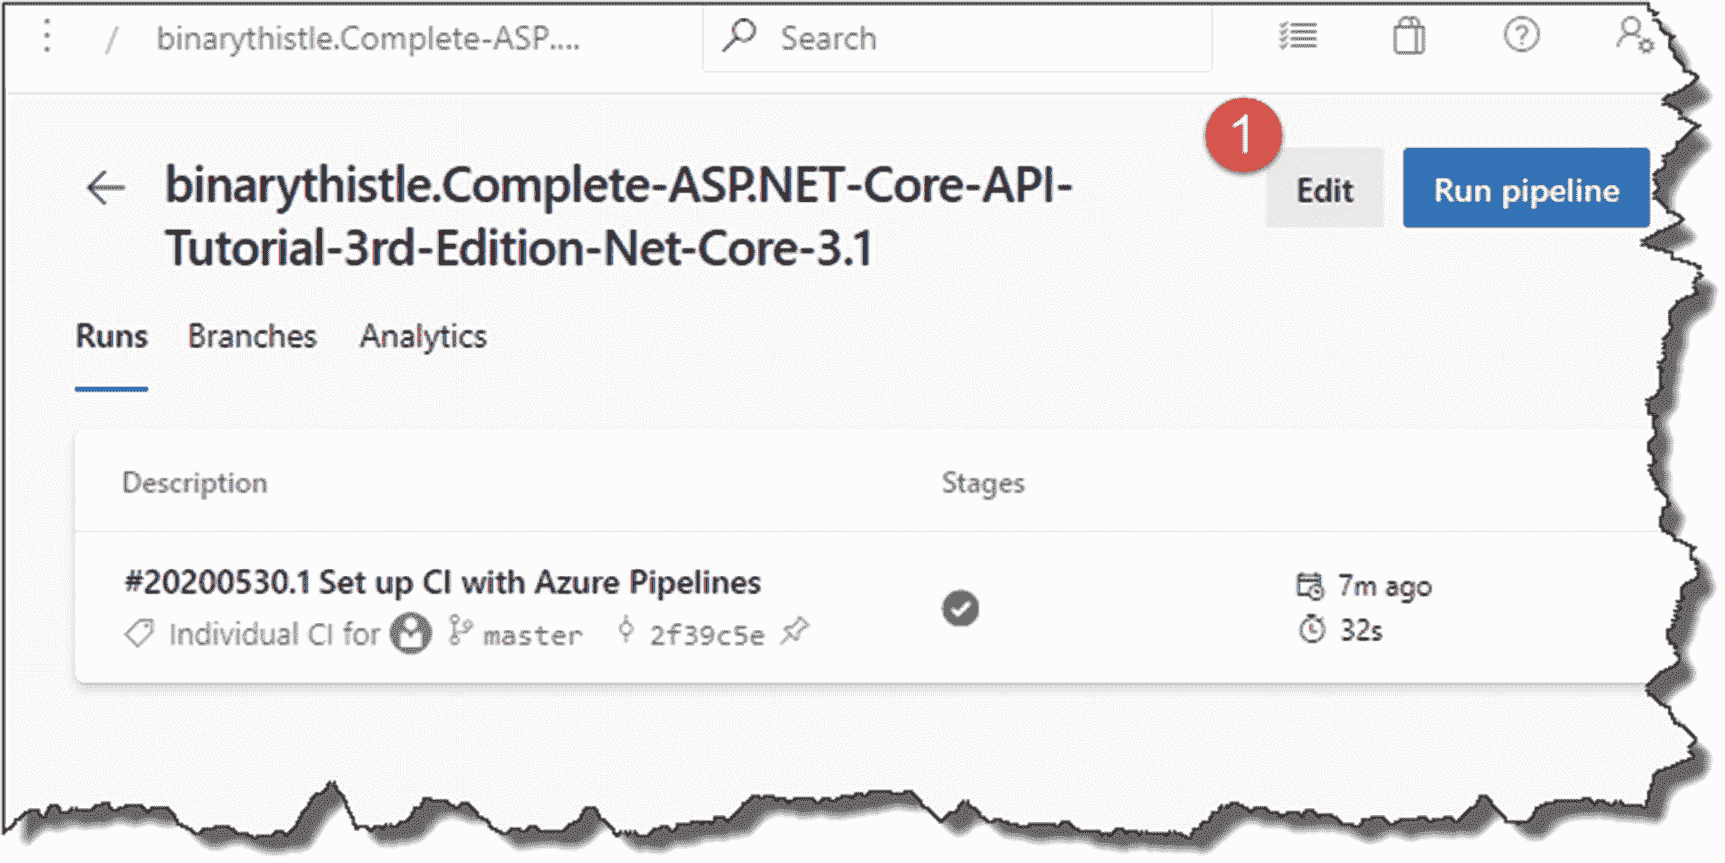 / binarythistle.Complete-ASP.... Search
1
binarythistle.Complete-ASP.NET-Core-API-
Tutorial-3rd-Edition-Net-Core-3.1
Edit Run pipeline
Runs Branches Analytics
Description Stages
#20200530.1 Set up CI with Azure Pipelines
7m ago
Individual CI for master 2f39c5e
32s